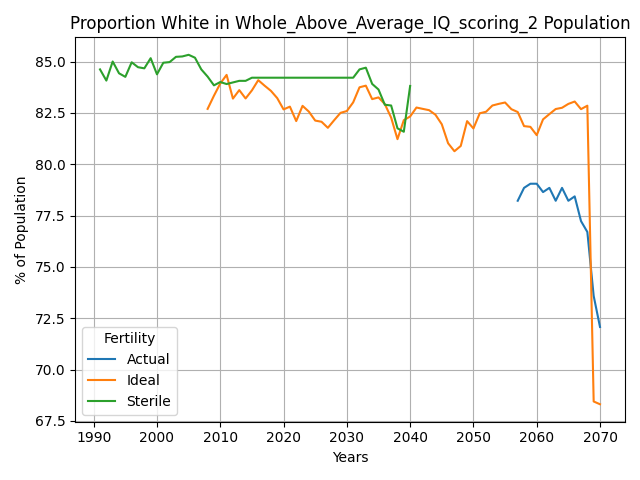 Proportion White in Whole_Above_Average_IQ_scoring_2 Population
% of Population
85.0
82.5
80.0
77.5
75.0
72.5
70.0
67.5
Fertility
Actual
Ideal
Sterile
1990 2000 2010 2020 2030 2040 2050 2060 2070
Years